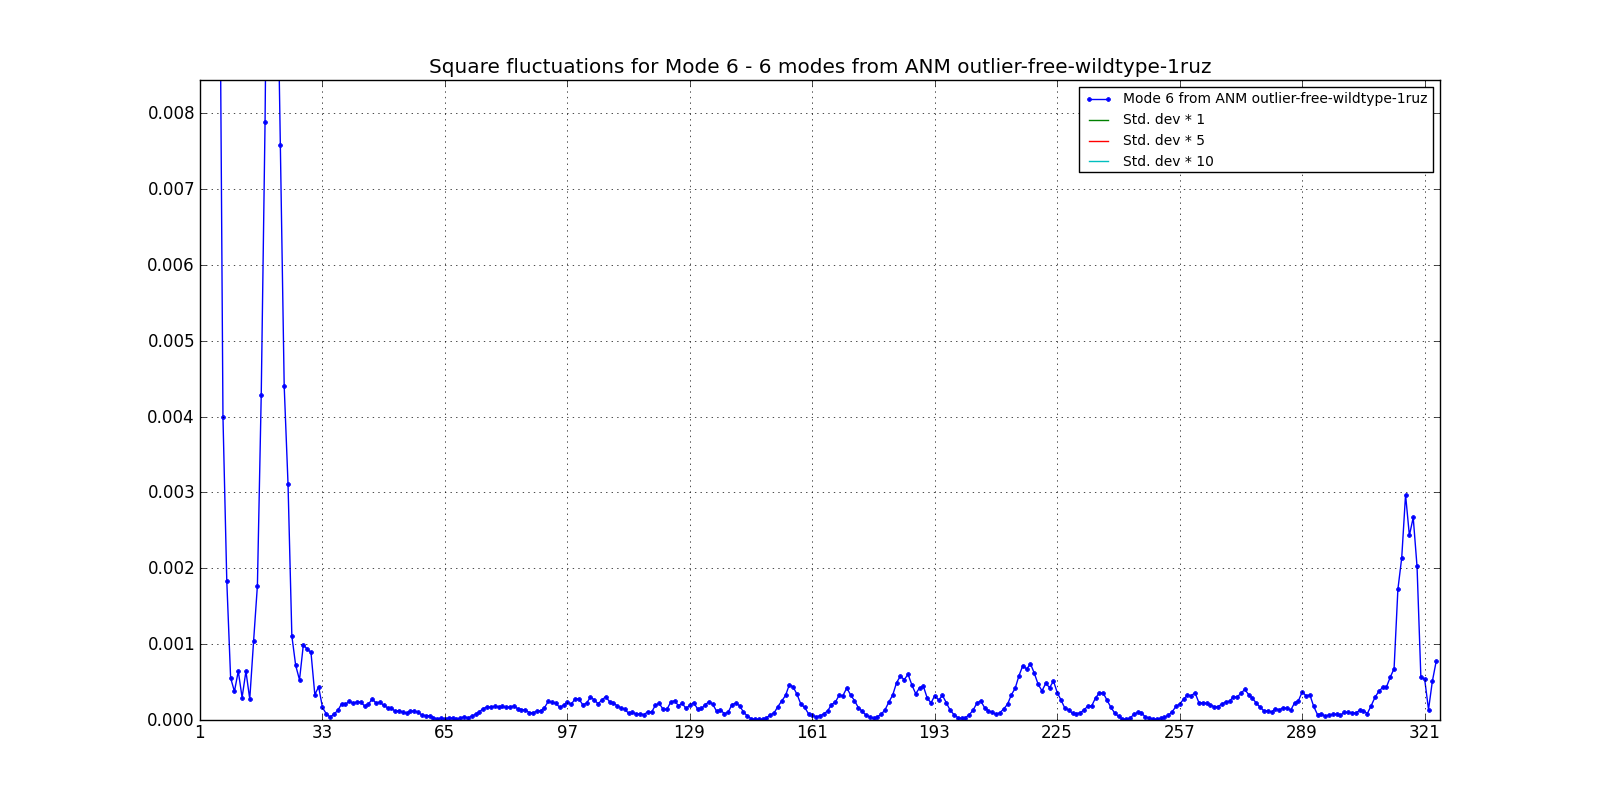 Square fluctuations for Mode 6 - 6 modes from ANM outlier-free-wildtype-1ruz
Mode 6 from ANM outlier-free-wildtype-1ruz
Std. dev * 1
Std. dev * 5
Std. dev * 10
0.008
0.007
0.006
0.005
0.004
0.003
0.002
0.001
0.000
1 33 65 97 129 161 193 225 257 289 321